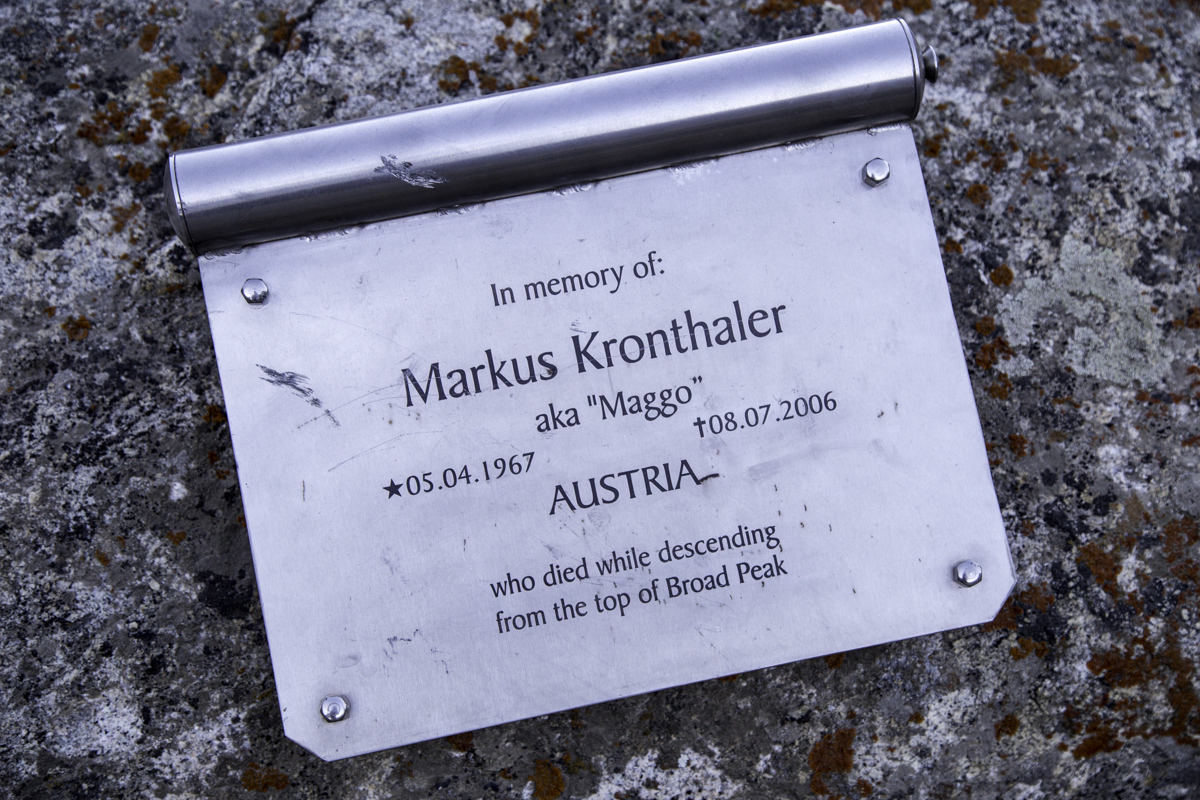 In memory of:
Markus Kronthaler
aka "Maggo"
★05.04.1967 †08.07.2006
AUSTRIA
who died while descending
from the top of Broad Peak